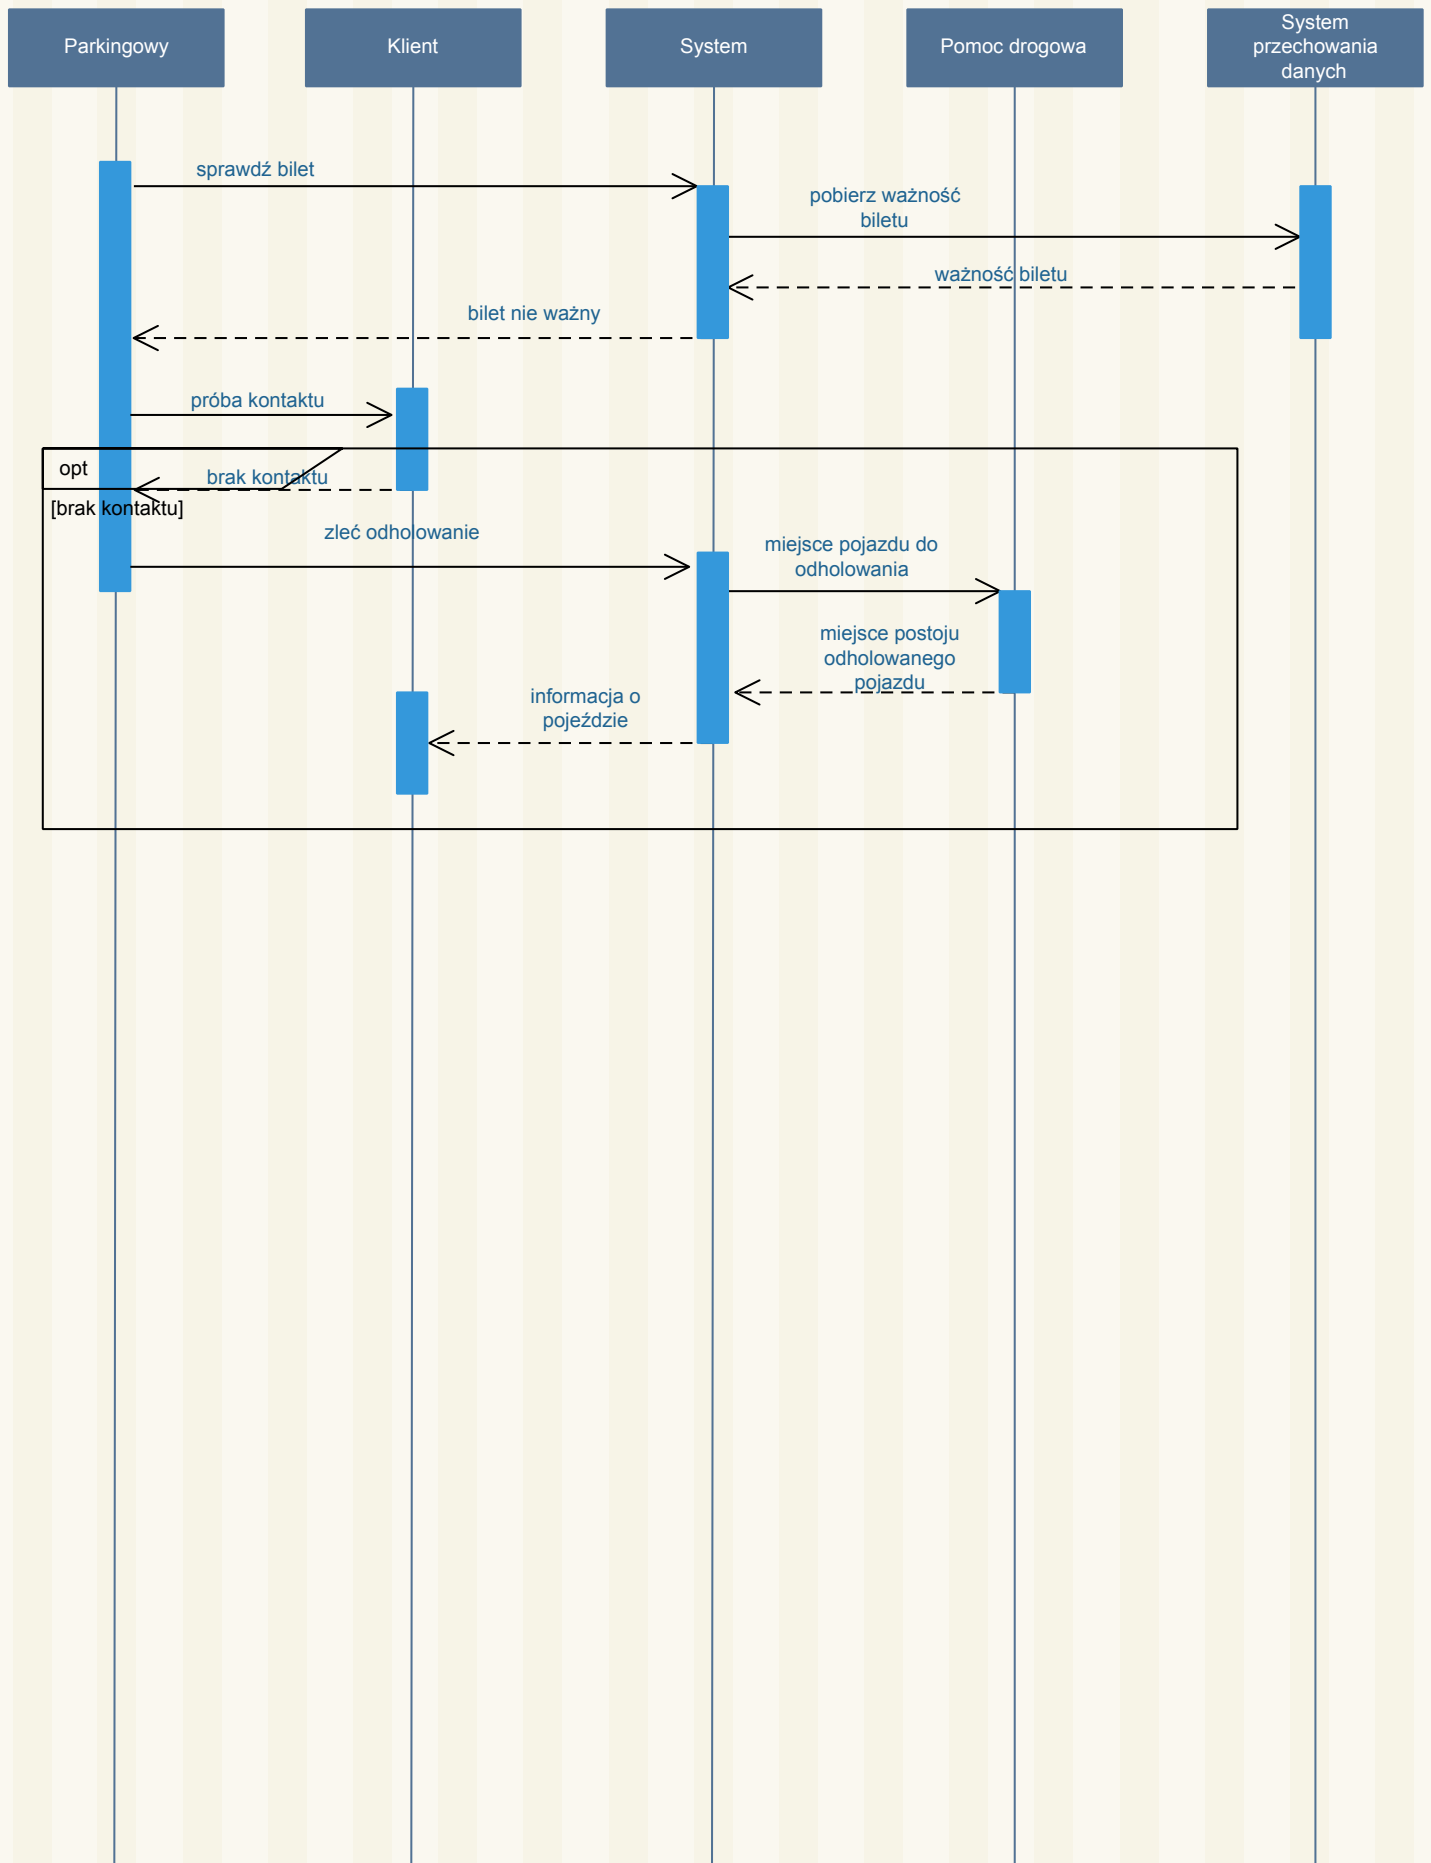 Parkingowy
Klient
System
Pomoc drogowa
System
przechowania
danych
sprawdź bilet
pobierz ważność
biletu
ważność biletu
bilet nie ważny
próba kontaktu
opt
brak kontaktu
[brak kontaktu]
zleć odholowanie
miejsce pojazdu do
odholowania
miejsce postoju
odholowanego
pojazdu
informacja o
pojeździe